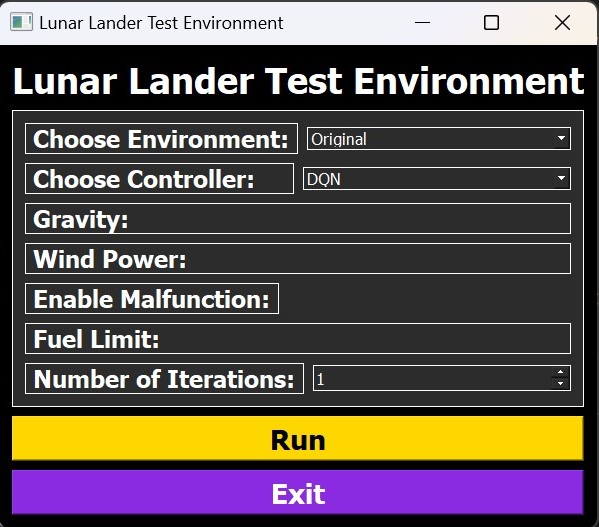 Lunar Lander Test Environment
Lunar Lander Test Environment
Choose Environment: Original
Choose Controller: DQN
Gravity:
Wind Power:
Enable Malfunction:
Fuel Limit:
Number of Iterations: 1
Run
Exit